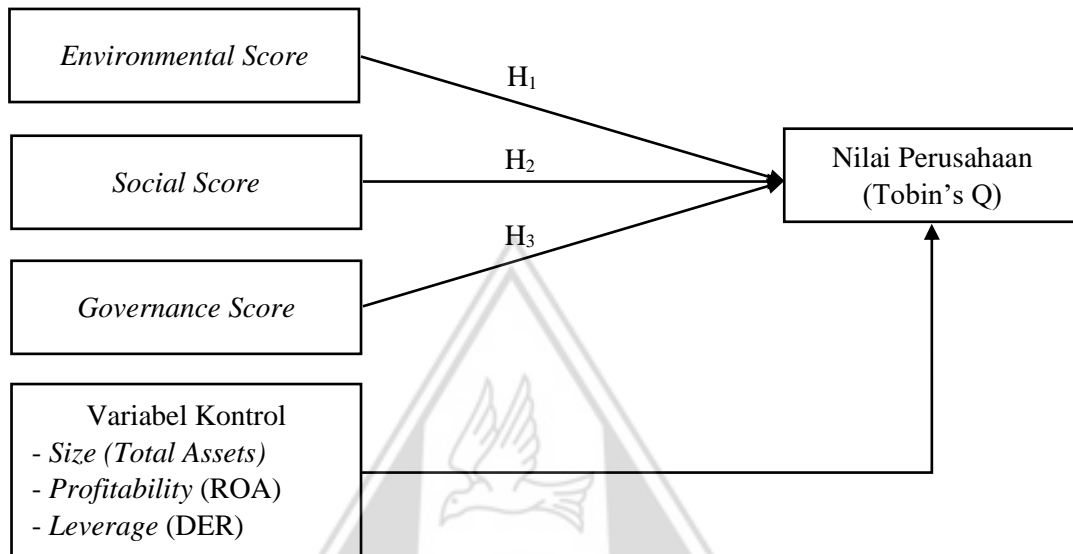 Environmental Score
H₁
Nilai Perusahaan
(Tobin’s Q)
Social Score
H₂
H₃
Governance Score
Variabel Kontrol
- Size (Total Assets)
- Profitability (ROA)
- Leverage (DER)